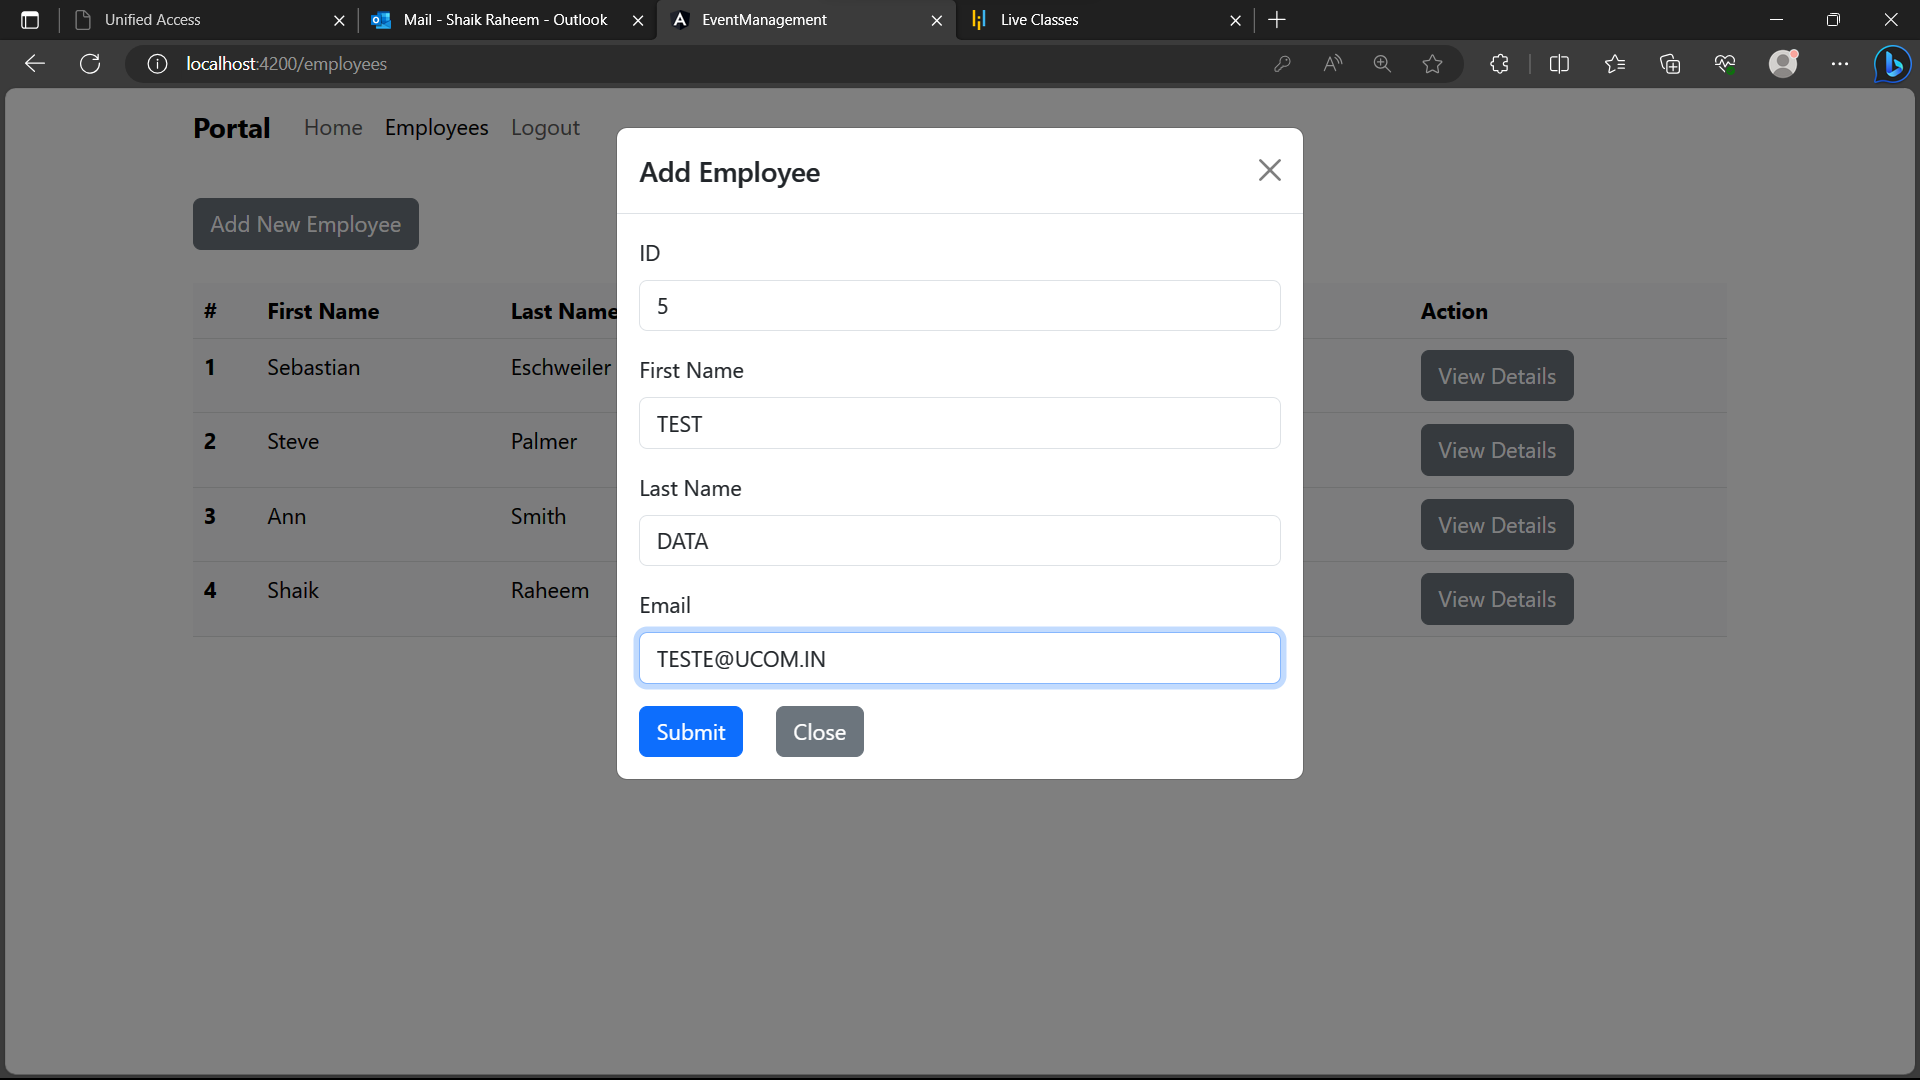 Unified Access
Mail - Shaik Raheem - Outlook
EventManagement
Live Classes
localhost:4200/employees
Portal Home Employees Logout
Add New Employee
# First Name Last Name Action
1 Sebastian Eschweiler View Details
2 Steve Palmer View Details
3 Ann Smith View Details
4 Shaik Raheem View Details
Add Employee
ID
5
First Name
TEST
Last Name
DATA
Email
TESTE@UCOM.IN
Submit Close